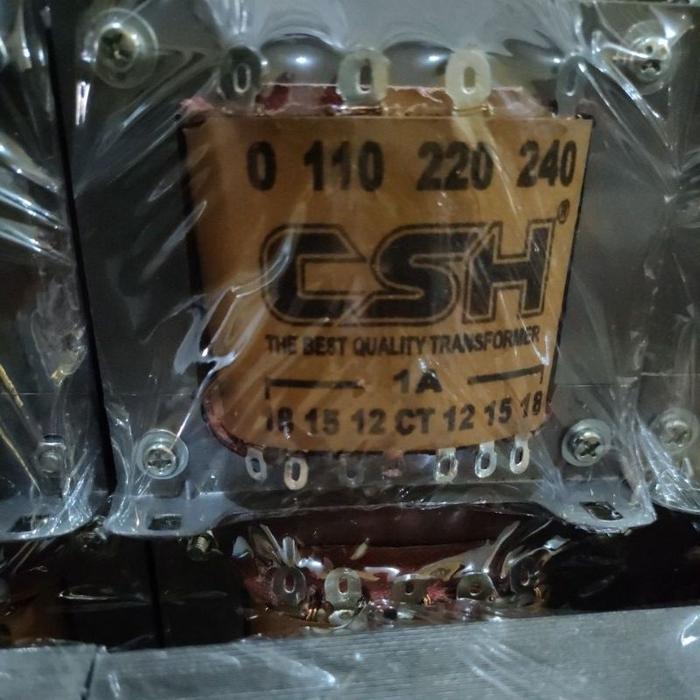 0 110 220 240
CSH®
THE BEST QUALITY TRANSFORMER
1A
18 15 12 CT 12 15 18